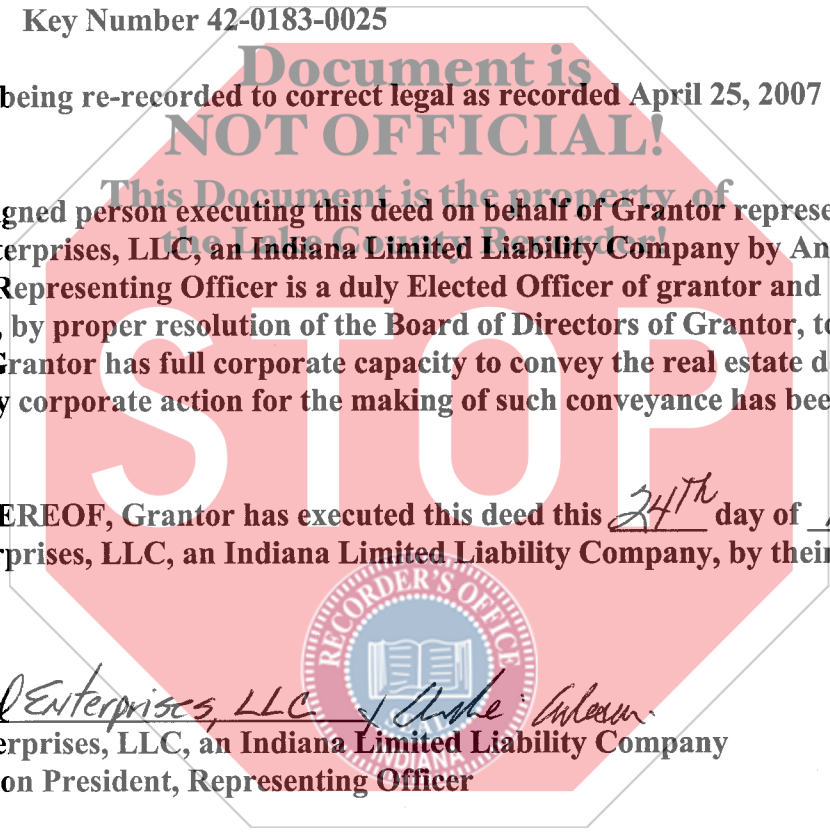 Key Number 42-0183-0025
Document is
being re-recorded to correct legal as recorded April 25, 2007
NOT OFFICIAL!
This Document is the property of
gned person executing this deed on behalf of Grantor represe
the Lake County Recorder!
terprises, LLC, an Indiana Limited Liability Company by An
Representing Officer is a duly Elected Officer of grantor and
, by proper resolution of the Board of Directors of Grantor, to
Grantor has full corporate capacity to convey the real estate d
y corporate action for the making of such conveyance has bee
STOP
EREOF, Grantor has executed this deed this 24th day of
rprises, LLC, an Indiana Limited Liability Company, by their
RECORDER'S OFFICE
SEAL
INDIANA
Enterprises, LLC
erprises, LLC, an Indiana Limited Liability Company
on President, Representing Officer